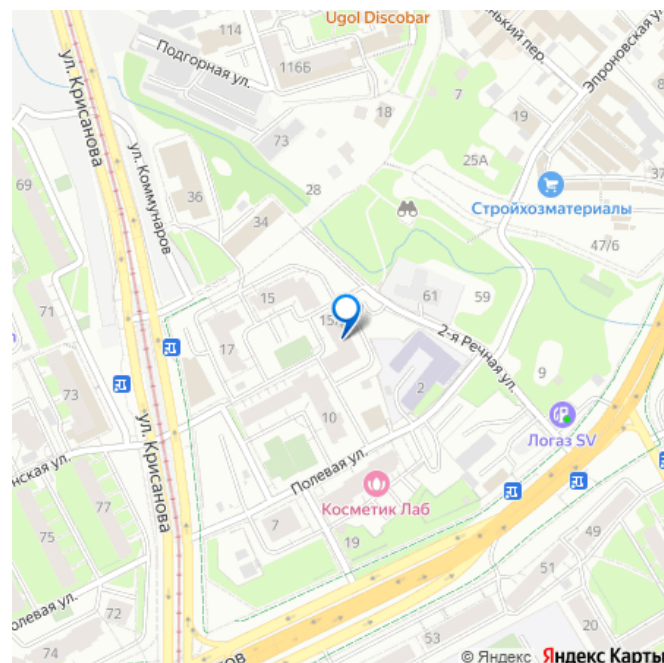 Ugol Discobar
114
116Б
Подгорная ул.
ул. Крисанова
Эпроновская ул.
нький пер.
7
19
18
73
25А
37
69
ул. Коммунаров
36
28
34
Стройхозматериалы
47/6
71
15
15
61
59
17
2-я Речная ул.
73
2
9
10
Логаз SV
ул. Крисанова
нская ул.
Полевая ул.
Косметик Лаб
75
7
19
49
51
олевая ул.
72
74
53
20
ов
© Яндекс Яндекс Карты